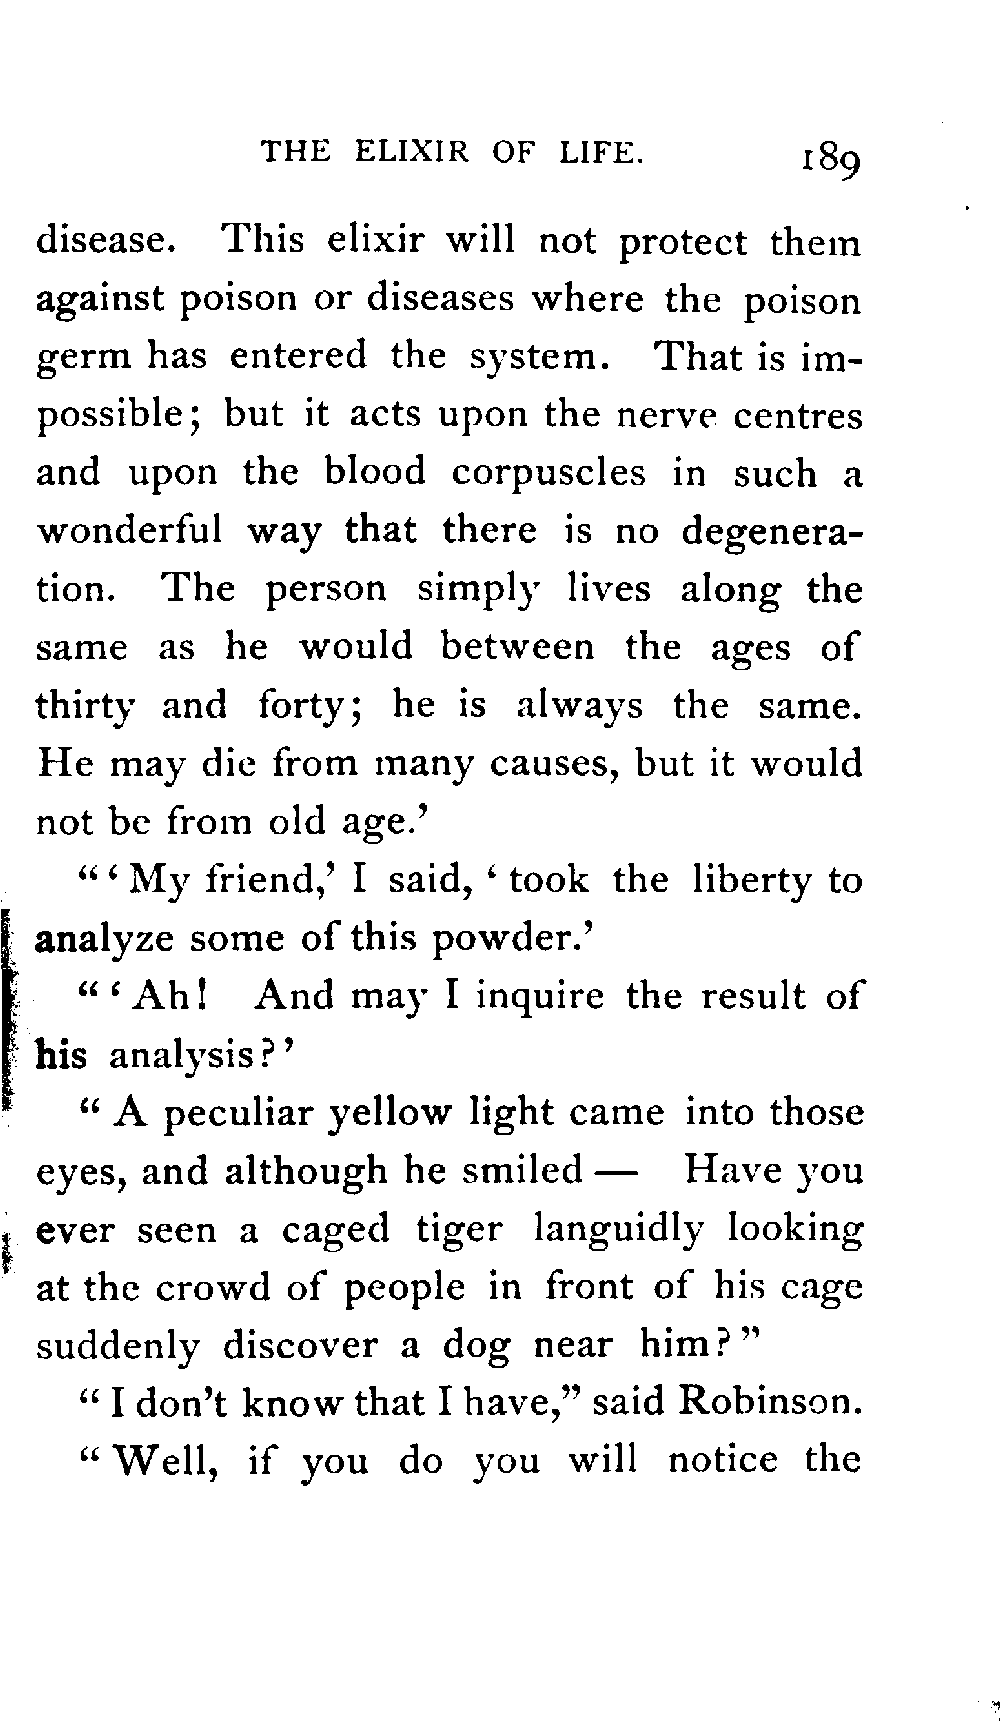 THE ELIXIR OF LIFE. 189
disease. This elixir will not protect them
against poison or diseases where the poison
germ has entered the system. That is im-
possible; but it acts upon the nerve centres
and upon the blood corpuscles in such a
wonderful way that there is no degenera-
tion. The person simply lives along the
same as he would between the ages of
thirty and forty; he is always the same.
He may die from many causes, but it would
not be from old age.’
“‘My friend,’ I said, ‘took the liberty to
analyze some of this powder.’
“‘Ah! And may I inquire the result of
his analysis?’
“A peculiar yellow light came into those
eyes, and although he smiled — Have you
ever seen a caged tiger languidly looking
at the crowd of people in front of his cage
suddenly discover a dog near him?”
“I don’t know that I have,” said Robinson.
“Well, if you do you will notice the